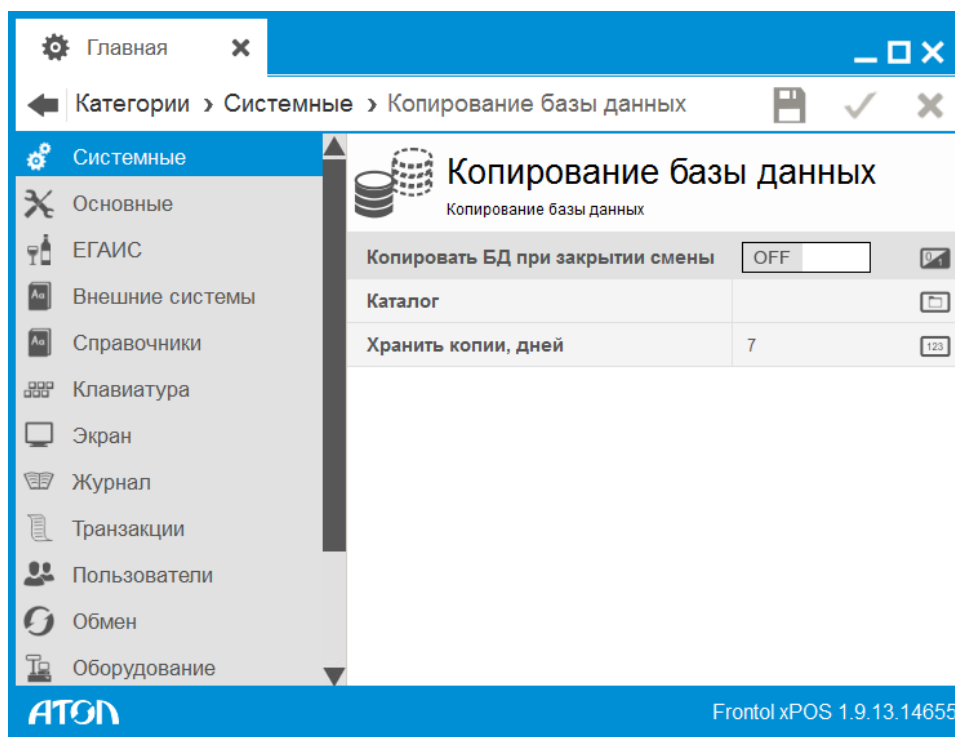 Главная
Категории › Системные › Копирование базы данных
Системные
Основные
ЕГАИС
Внешние системы
Справочники
Клавиатура
Экран
Журнал
Транзакции
Пользователи
Обмен
Оборудование
Копирование базы данных
Копирование базы данных
Копировать БД при закрытии смены OFF
Каталог
Хранить копии, дней 7 123
АТОЛ Frontol xPOS 1.9.13.14655